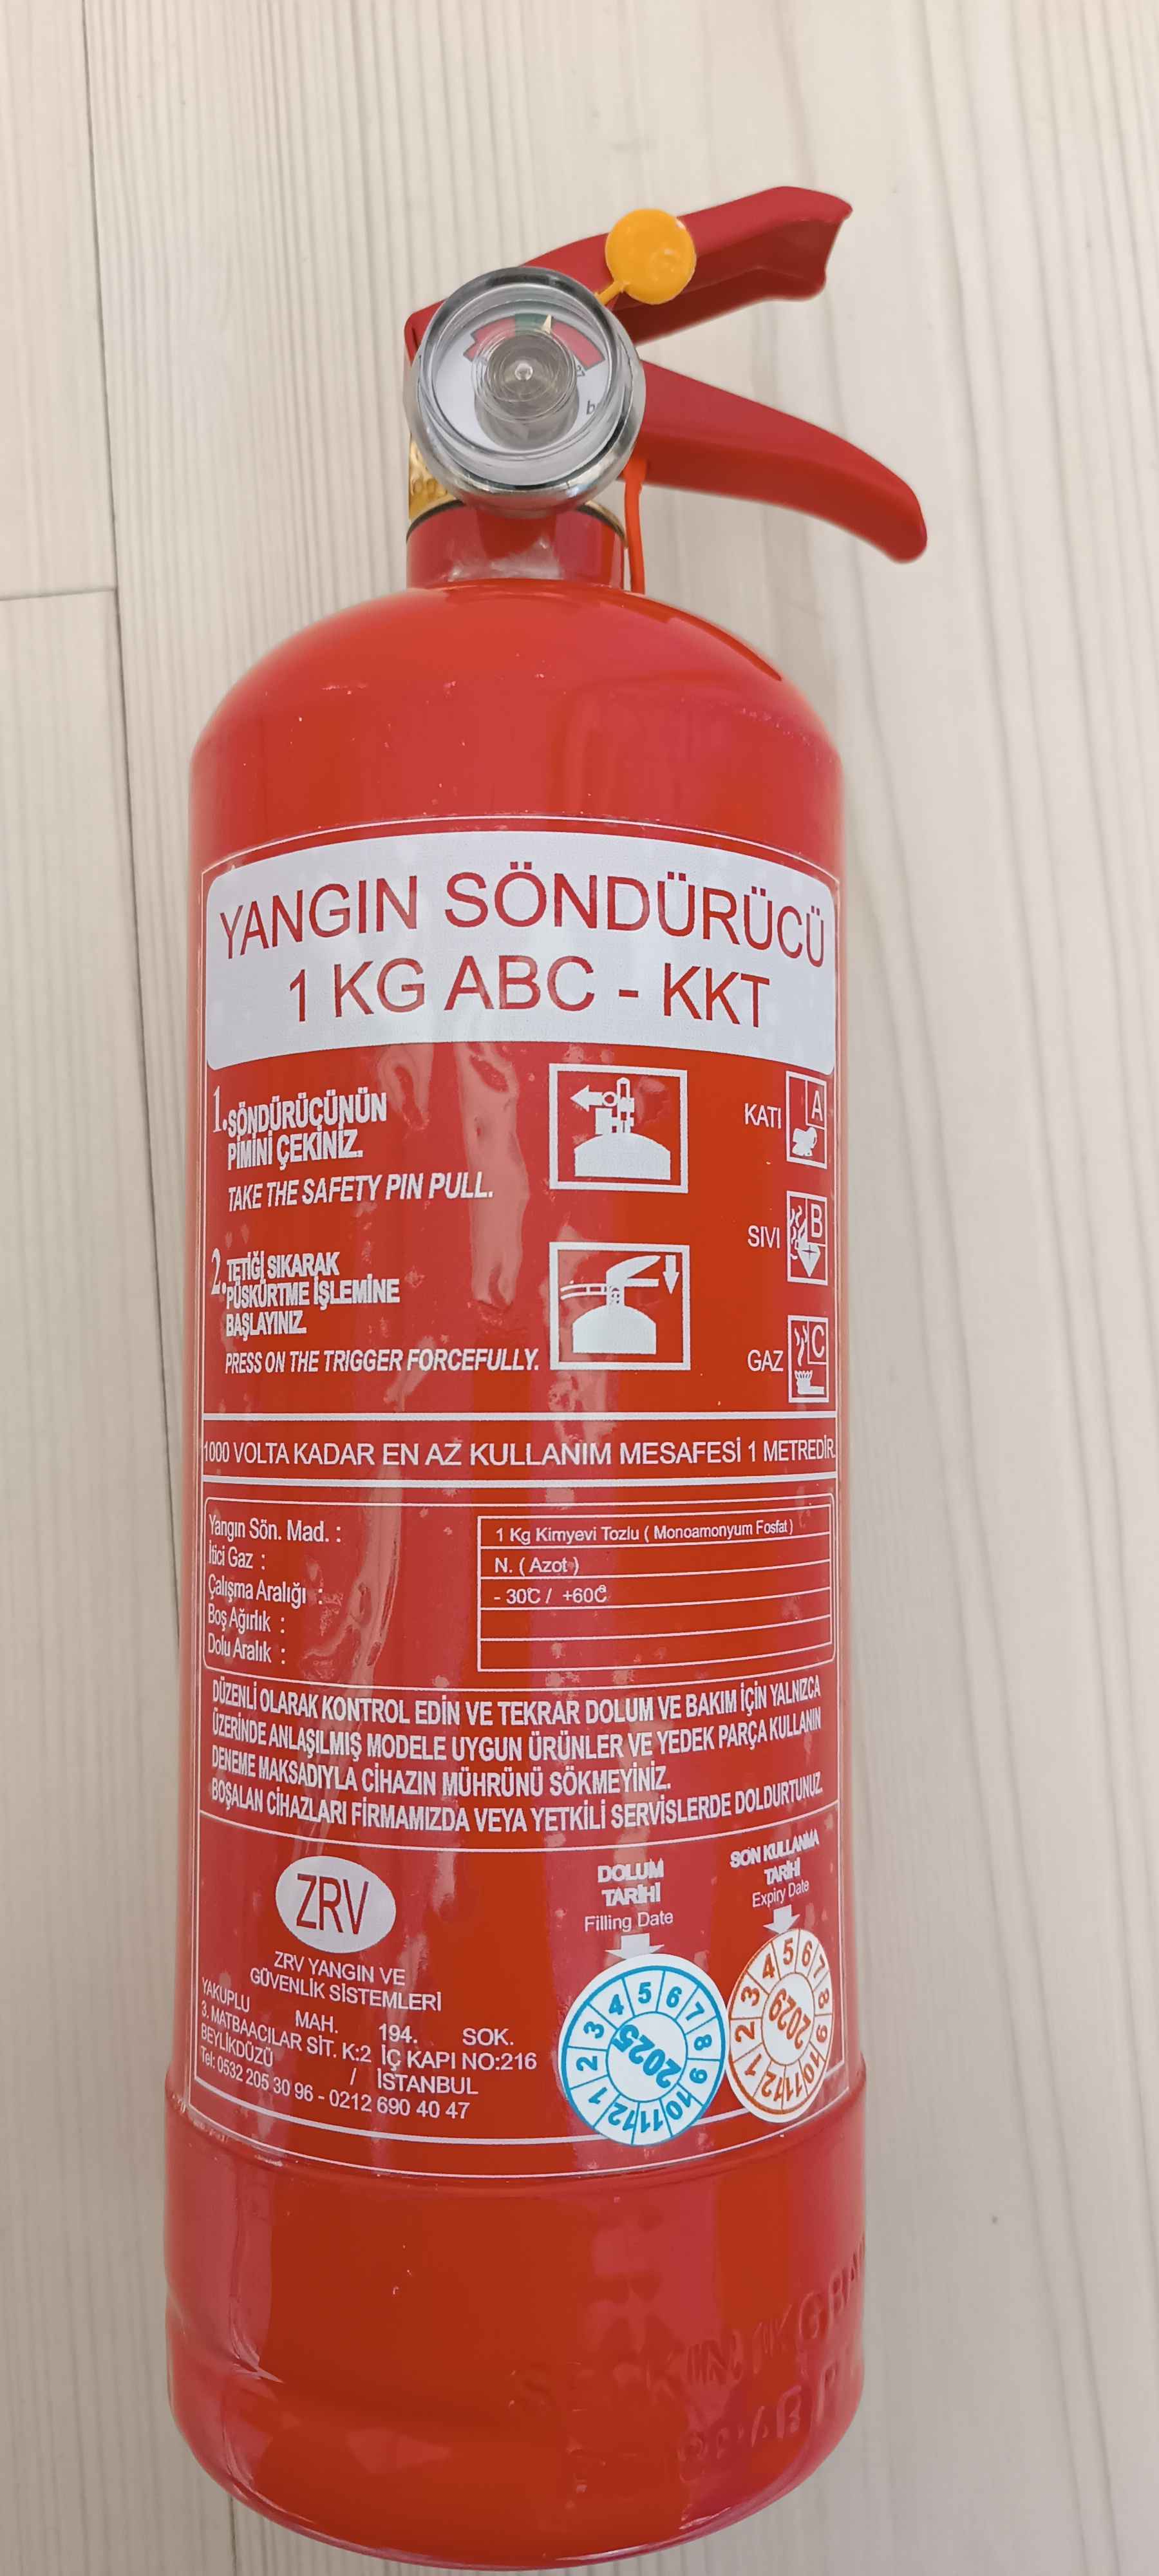 YANGIN SÖNDÜRÜCÜ
1 KG ABC - KKT
1.SÖNDÜRÜCÜNÜN
PİMİNİ ÇEKİNİZ.
TAKE THE SAFETY PIN PULL.
KATI A
2.TETİĞİ SIKARAK
PÜSKÜRTME İŞLEMİNE
BAŞLAYINIZ.
PRESS ON THE TRIGGER FORCEFULLY.
SIVI B
GAZ C
1000 VOLTA KADAR EN AZ KULLANIM MESAFESİ 1 METREDİR.
Yangın Sön. Mad. : 1 Kg Kimyevi Tozlu ( Monoamonyum Fosfat )
İtici Gaz : N. ( Azot )
Çalışma Aralığı : - 30C / +60C
Boş Ağırlık :
Dolu Aralık :
DÜZENLİ OLARAK KONTROL EDİN VE TEKRAR DOLUM VE BAKIM İÇİN YALNIZCA
ÜZERİNDE ANLAŞILMIŞ MODELE UYGUN ÜRÜNLER VE YEDEK PARÇA KULLANIN
DENEME MAKSADIYLA CİHAZIN MÜHRÜNÜ SÖKMEYİNİZ.
BOŞALAN CİHAZLARI FİRMAMIZDA VEYA YETKİLİ SERVİSLERDE DOLDURTUNUZ.
ZRV
ZRV YANGIN VE
GÜVENLİK SİSTEMLERİ
YAKUPLU MAH. 194. SOK.
3. MATBAACILAR SİT. K:2 İÇ KAPI NO:216
BEYLİKDÜZÜ / İSTANBUL
Tel: 0532 205 30 96 - 0212 690 40 47
DOLUM
TARİHİ
Filling Date
1 2 3 4 5 6 7 8 9 10 11 12
2025
SON KULLANMA
TARİHİ
Expiry Date
1 2 3 4 5 6 7 8 9 10 11 12
2029